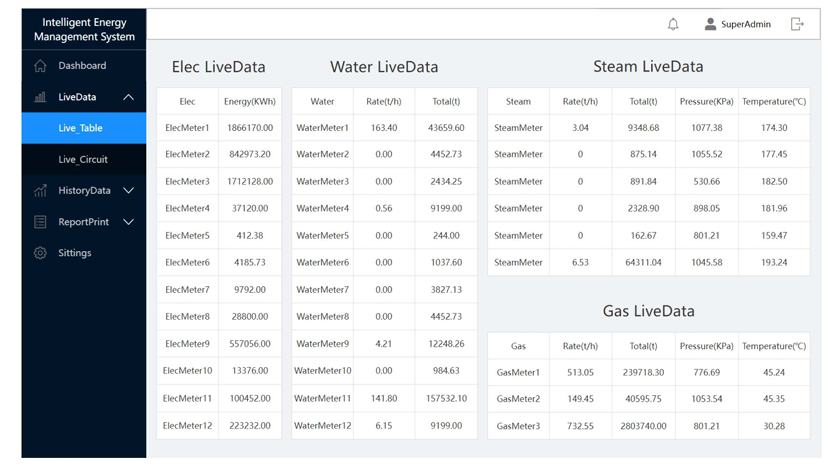 Intelligent Energy
Management System
SuperAdmin
Dashboard
LiveData
Live_Table
Live_Circuit
HistoryData
ReportPrint
Sittings
Elec LiveData
Elec Energy(KWh)
ElecMeter1 1866170.00
ElecMeter2 842973.20
ElecMeter3 1712128.00
ElecMeter4 37120.00
ElecMeter5 412.38
ElecMeter6 4185.73
ElecMeter7 9792.00
ElecMeter8 28800.00
ElecMeter9 557056.00
ElecMeter10 13376.00
ElecMeter11 100452.00
ElecMeter12 223232.00
Water LiveData
Water Rate(t/h) Total(t)
WaterMeter1 163.40 43659.60
WaterMeter2 0.00 4452.73
WaterMeter3 0.00 2434.25
WaterMeter4 0.56 9199.00
WaterMeter5 0.00 244.00
WaterMeter6 0.00 1037.60
WaterMeter7 0.00 3827.13
WaterMeter8 0.00 4452.73
WaterMeter9 4.21 12248.26
WaterMeter10 0.00 984.63
WaterMeter11 141.80 157532.10
WaterMeter12 6.15 9199.00
Steam LiveData
Steam Rate(t/h) Total(t) Pressure(KPa) Temperature(℃)
SteamMeter 3.04 9348.68 1077.38 174.30
SteamMeter 0 875.14 1055.52 177.45
SteamMeter 0 891.84 530.66 182.50
SteamMeter 0 2328.90 898.05 181.96
SteamMeter 0 162.67 801.21 159.47
SteamMeter 6.53 64311.04 1045.58 193.24
Gas LiveData
Gas Rate(t/h) Total(t) Pressure(KPa) Temperature(℃)
GasMeter1 513.05 239718.30 776.69 45.24
GasMeter2 149.45 40595.75 1053.54 45.35
GasMeter3 732.55 2803740.00 801.21 30.28